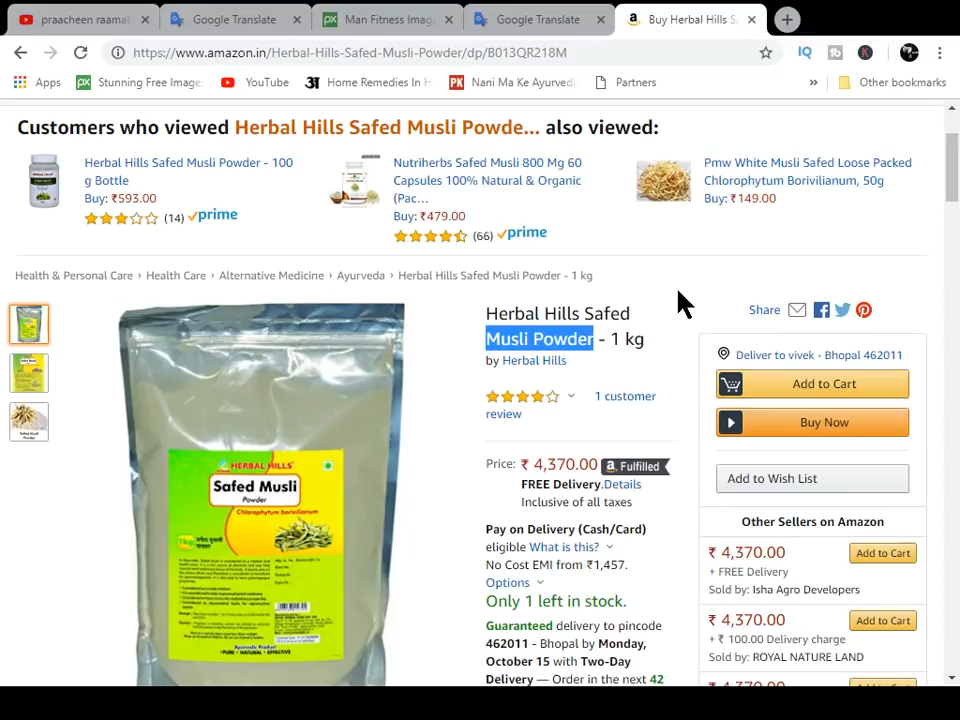 praacheen raamab
Google Translate
Man Fitness Imag
Google Translate
Buy Herbal Hills S
https://www.amazon.in/Herbal-Hills-Safed-Musli-Powder/dp/B013QR218M
IQ
Apps
Stunning Free Image
YouTube
Home Remedies In H
Nani Ma Ke Ayurvedi
Partners
»
Other bookmarks
Customers who viewed Herbal Hills Safed Musli Powde... also viewed:
Herbal Hills Safed Musli Powder - 100
g Bottle
Buy: ₹593.00
(14) prime
Nutriherbs Safed Musli 800 Mg 60
Capsules 100% Natural & Organic
(Pac...
Buy: ₹479.00
(66) prime
Pmw White Musli Safed Loose Packed
Chlorophytum Borivilianum, 50g
Buy: ₹149.00
Health & Personal Care › Health Care › Alternative Medicine › Ayurveda › Herbal Hills Safed Musli Powder - 1 kg
HERBAL HILLS
Safed Musli
Powder
Chlorophytum borivilianum
Ayurvedic Product
PURE • NATURAL • EFFECTIVE
Herbal Hills Safed
Musli Powder - 1 kg
by Herbal Hills
1 customer
review
Price: ₹ 4,370.00 Fulfilled
FREE Delivery.Details
Inclusive of all taxes
Pay on Delivery (Cash/Card)
eligible What is this?
No Cost EMI from ₹1,457.
Options
Only 1 left in stock.
Guaranteed delivery to pincode
462011 - Bhopal by Monday,
October 15 with Two-Day
Delivery — Order in the next 42
Share
Deliver to vivek - Bhopal 462011
Add to Cart
Buy Now
Add to Wish List
Other Sellers on Amazon
₹ 4,370.00 Add to Cart
+ FREE Delivery
Sold by: Isha Agro Developers
₹ 4,370.00 Add to Cart
+ ₹ 100.00 Delivery charge
Sold by: ROYAL NATURE LAND